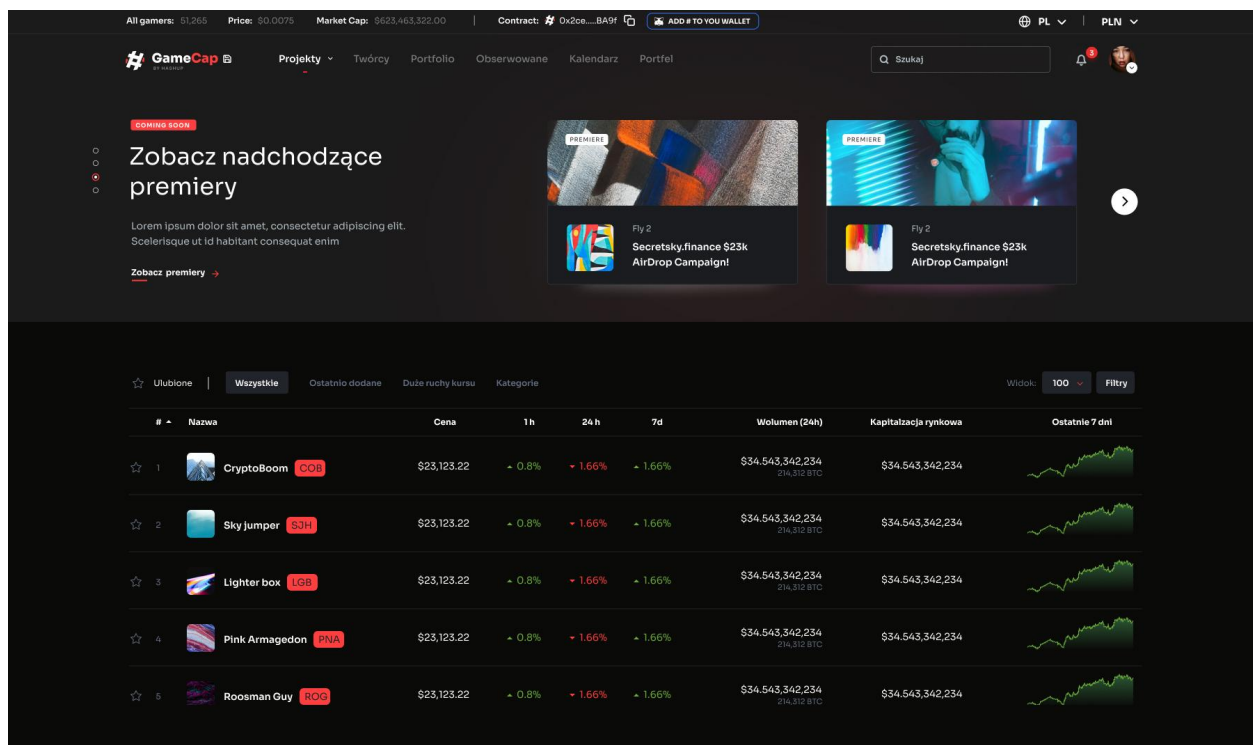 All gamers: 51,265 Price: $0.0075 Market Cap: $623,463,322.00 | Contract: # 0x2ce.....BA9f ADD # TO YOU WALLET PL | PLN
GameCap Projekty Twórcy Portfolio Obserwowane Kalendarz Portfel Szukaj 3
BY HASHUP
COMING SOON
Zobacz nadchodzące
premiery
Lorem ipsum dolor sit amet, consectetur adipiscing elit.
Scelerisque ut id habitant consequat enim
Zobacz premiery →
PREMIERE
Fly 2
Secretsky.finance $23k
AirDrop Campaign!
PREMIERE
Fly 2
Secretsky.finance $23k
AirDrop Campaign!
Ulubione | Wszystkie Ostatnio dodane Duże ruchy kursu Kategorie Widok: 100 Filtry
# Nazwa Cena 1 h 24 h 7d Wolumen (24h) Kapitalzacja rynkowa Ostatnie 7 dni
1 CryptoBoom COB $23,123.22 0.8% 1.66% 1.66% $34.543,342,234 $34.543,342,234
214,312 BTC
2 Sky jumper SJH $23,123.22 0.8% 1.66% 1.66% $34.543,342,234 $34.543,342,234
214,312 BTC
3 Lighter box LGB $23,123.22 0.8% 1.66% 1.66% $34.543,342,234 $34.543,342,234
214,312 BTC
4 Pink Armagedon PNA $23,123.22 0.8% 1.66% 1.66% $34.543,342,234 $34.543,342,234
214,312 BTC
5 Roosman Guy ROG $23,123.22 0.8% 1.66% 1.66% $34.543,342,234 $34.543,342,234
214,312 BTC